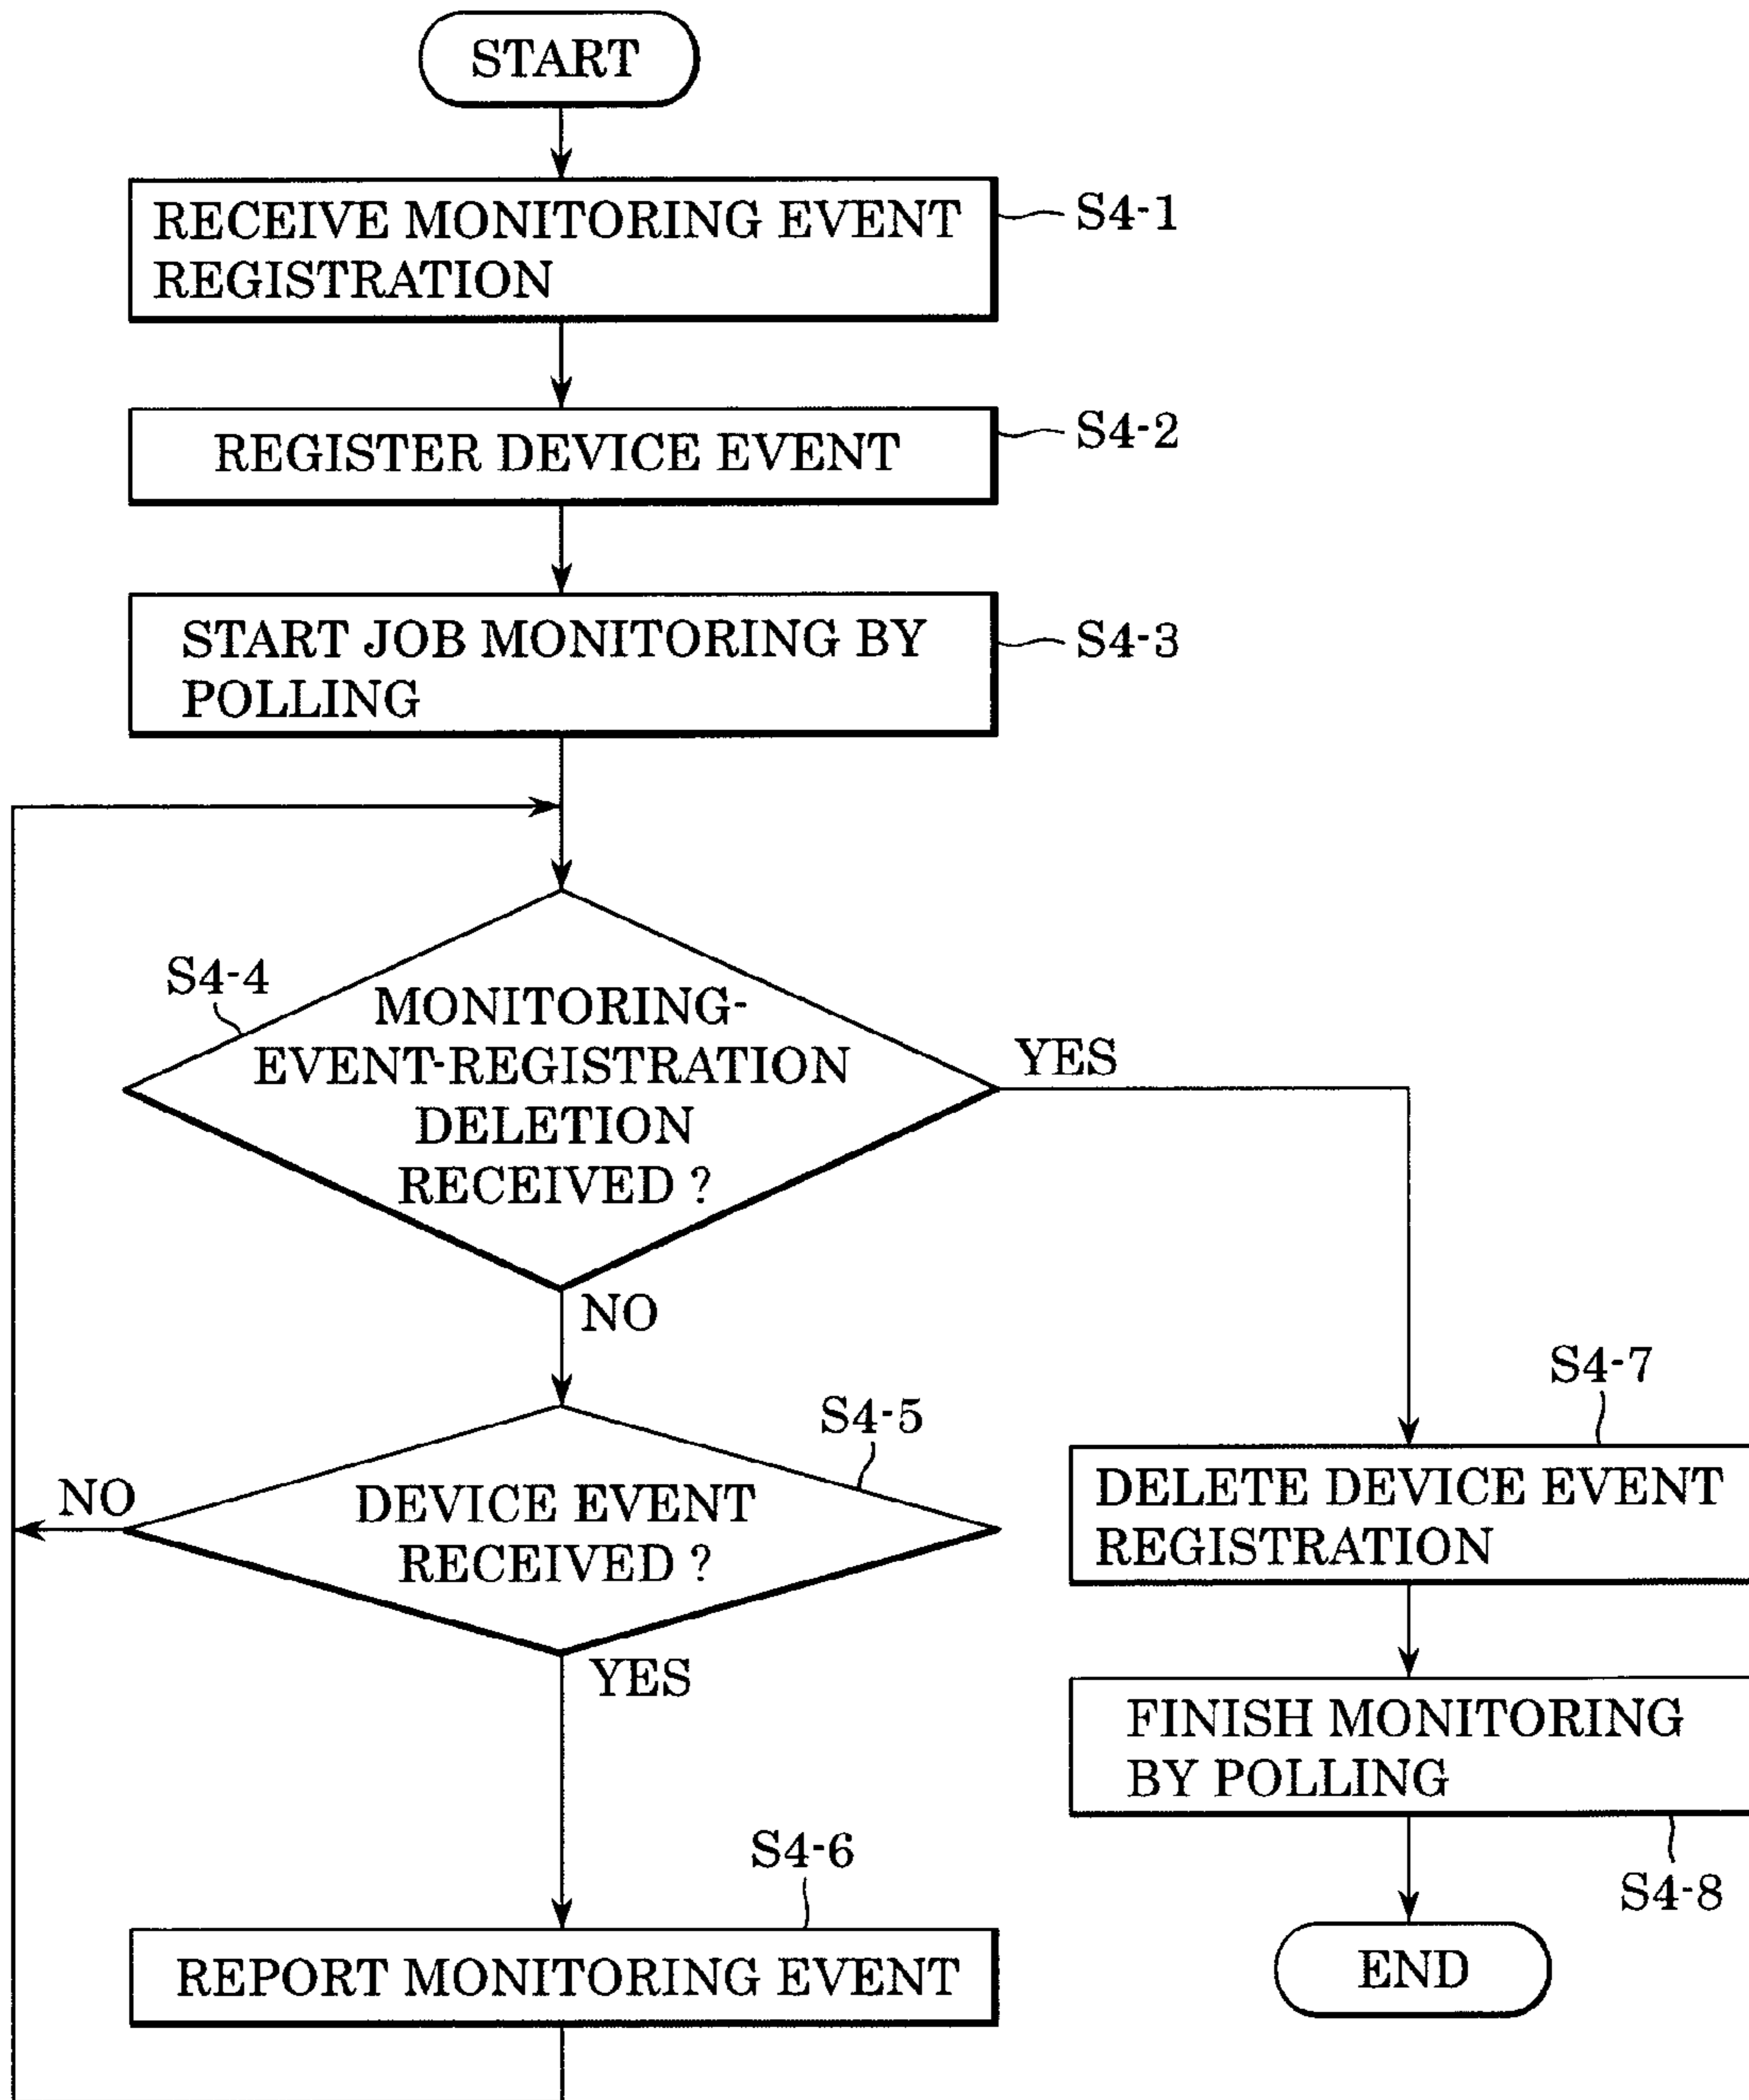 START
RECEIVE MONITORING EVENT
REGISTRATION
S4-1
REGISTER DEVICE EVENT
S4-2
START JOB MONITORING BY
POLLING
S4-3
S4-4
MONITORING-
EVENT-REGISTRATION
DELETION
RECEIVED ?
YES
NO
S4-5
DEVICE EVENT
RECEIVED ?
NO
YES
S4-6
REPORT MONITORING EVENT
S4-7
DELETE DEVICE EVENT
REGISTRATION
FINISH MONITORING
BY POLLING
S4-8
END